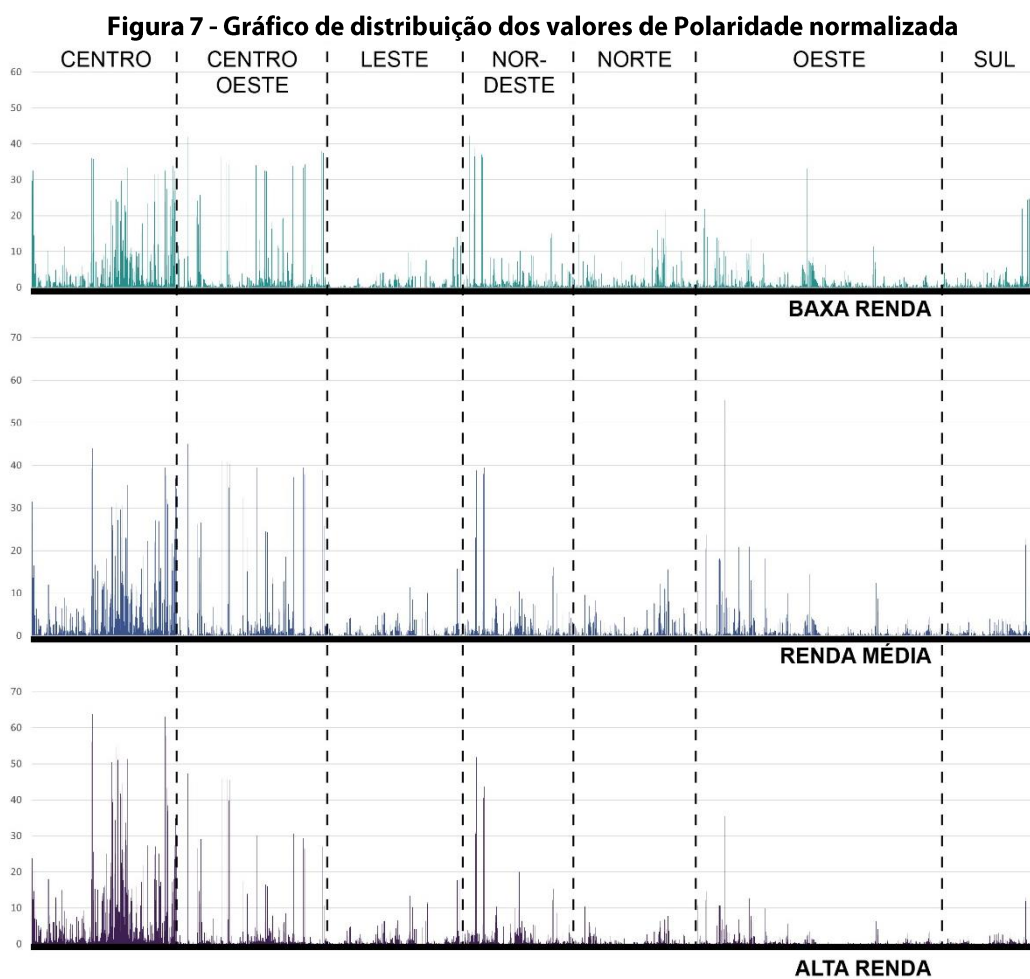 Figura 7 - Gráfico de distribuição dos valores de Polaridade normalizada
CENTRO
CENTRO
OESTE
LESTE
NOR-
DESTE
NORTE
OESTE
SUL
60
50
40
30
20
10
0
BAXA RENDA
70
60
50
40
30
20
10
0
RENDA MÉDIA
70
60
50
40
30
20
10
0
ALTA RENDA